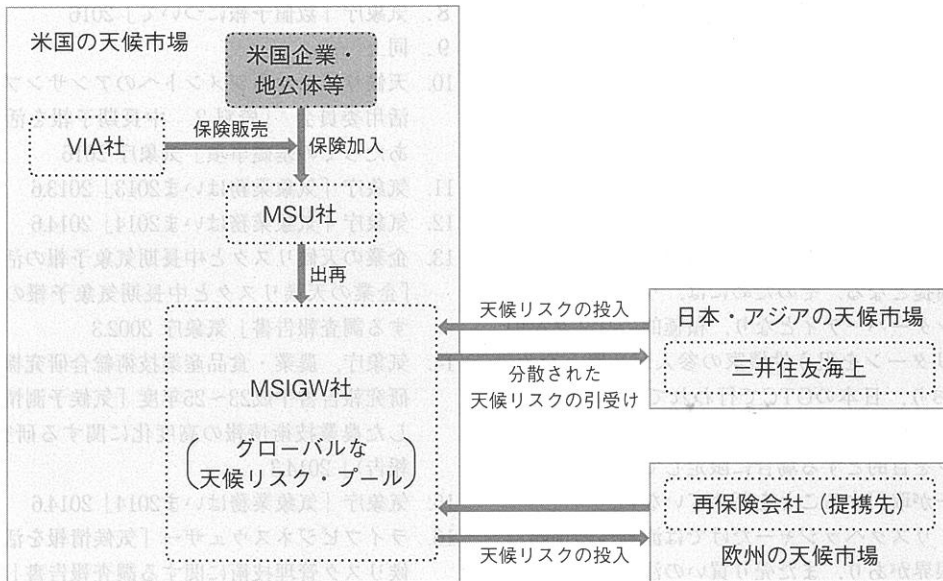 米国の天候市場
米国企業・
地公体等
VIA社
保険販売
保険加入
MSU社
出再
MSIGW社
グローバルな
天候リスク・プール
天候リスクの投入
日本・アジアの天候市場
三井住友海上
分散された
天候リスクの引受け
再保険会社(提携先)
天候リスクの投入
欧州の天候市場